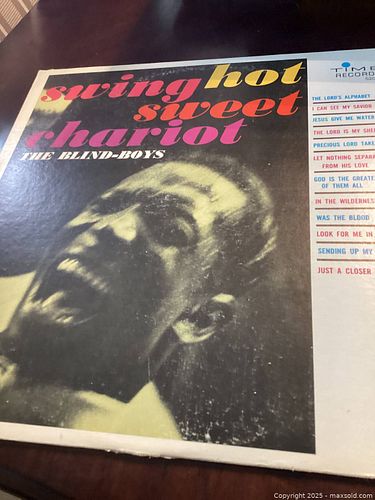 swing hot
sweet
chariot
THE BLIND-BOYS
TIME
RECORD
THE LORD'S ALPHABET
I CAN SEE MY SAVIOR
JESUS GIVE ME WATER
THE LORD IS MY SHE
PRECIOUS LORD TAKE
LET NOTHING SEPARA
FROM HIS LOVE
GOD IS THE GREATE
OF THEM ALL
IN THE WILDERNES
WAS THE BLOOD
LOOK FOR ME IN
SENDING UP MY
JUST A CLOSER
Copyright 2025 - maxsold.com